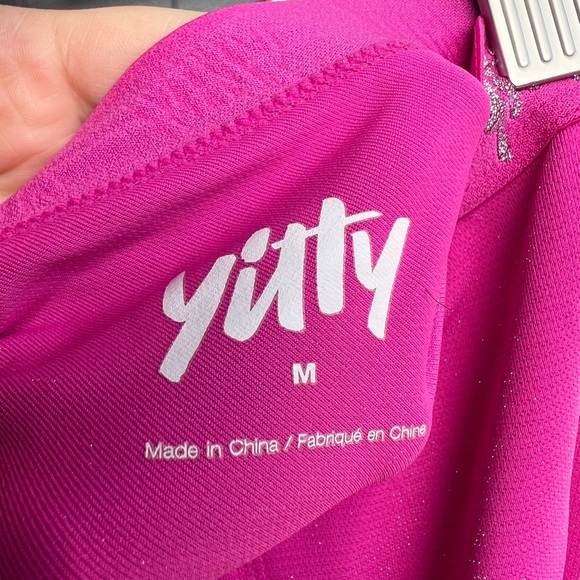 yitty
M
Made in China / Fabriqué en Chine